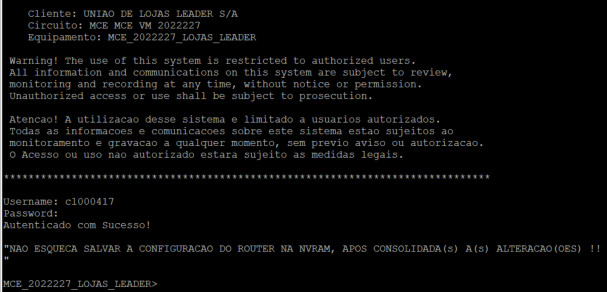 Cliente: UNIAO DE LOJAS LEADER S/A
Circuito: MCE MCE VM 2022227
Equipamento: MCE_2022227_LOJAS_LEADER
Warning! The use of this system is restricted to authorized users.
All information and communications on this system are subject to review,
monitoring and recording at any time, without notice or permission.
Unauthorized access or use shall be subject to prosecution.
Atencao! A utilizacao desse sistema e limitado a usuarios autorizados.
Todas as informacoes e comunicacoes sobre este sistema estao sujeitos ao
monitoramento e gravacao a qualquer momento, sem previo aviso ou autorizacao.
O Acesso ou uso nao autorizado estara sujeito as medidas legais.
*******************************************************************************
Username: cl000417
Password:
Autenticado com Sucesso!
"NAO ESQUECA SALVAR A CONFIGURACAO DO ROUTER NA NVRAM, APOS CONSOLIDADA(s) A(s) ALTERACAO(OES) !!
"
MCE_2022227_LOJAS_LEADER>